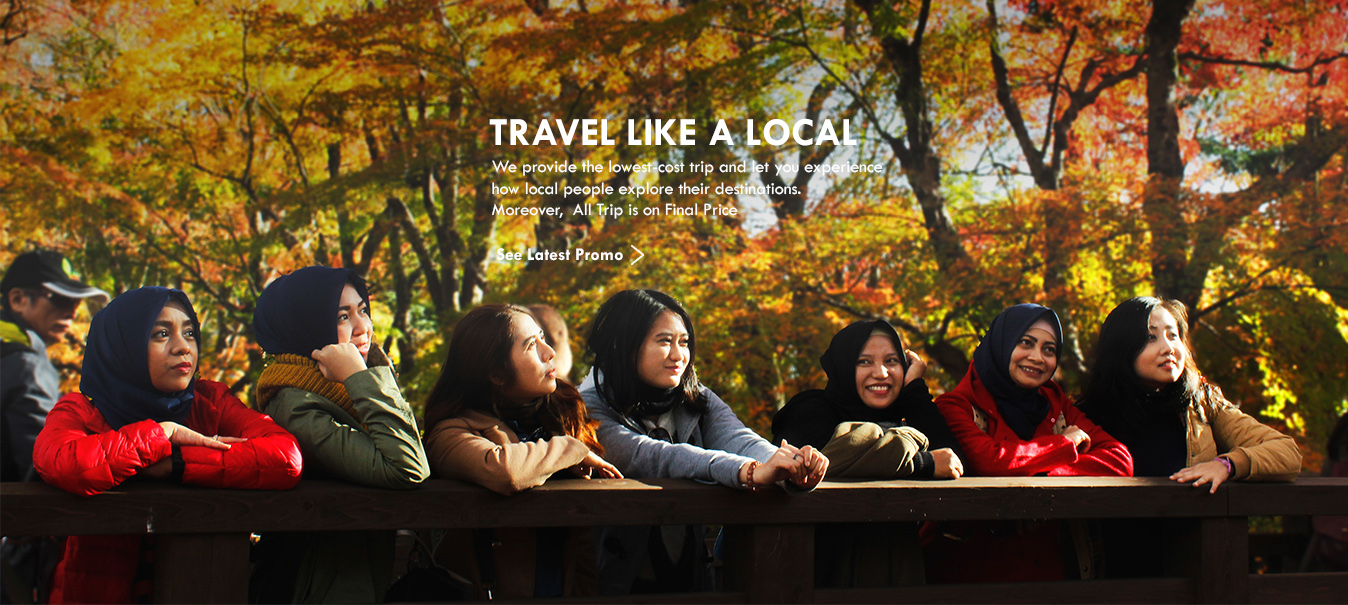 TRAVEL LIKE A LOCAL
We provide the lowest-cost trip and let you experience
how local people explore their destinations.
Moreover,  All Trip is on Final Price
See Latest Promo >